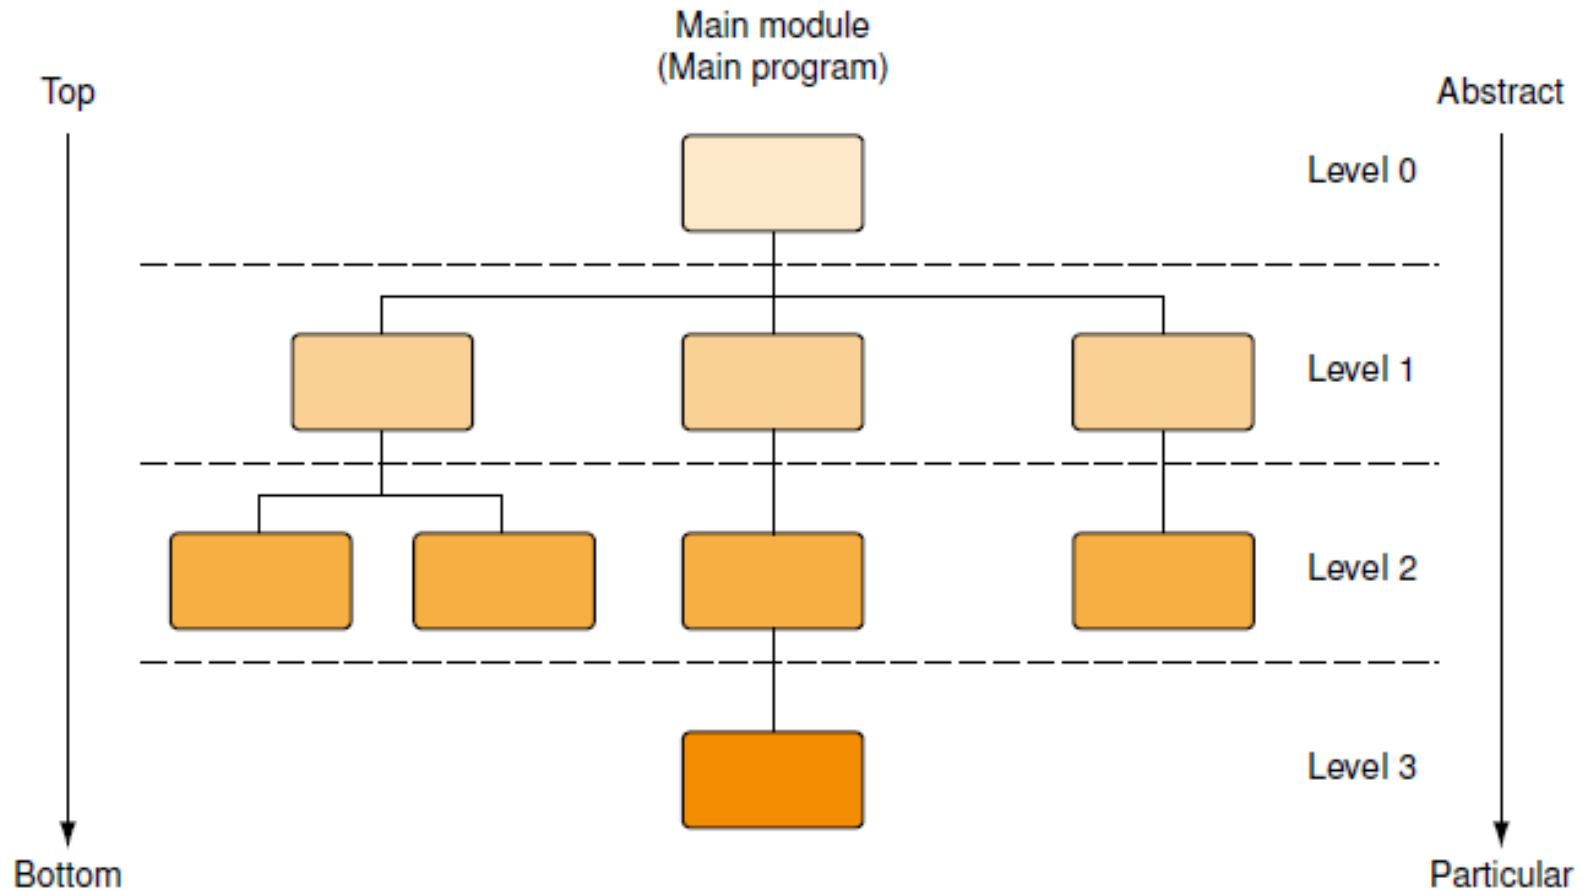 Main module
(Main program)
Top
Abstract
Level 0
Level 1
Level 2
Level 3
Bottom
Particular